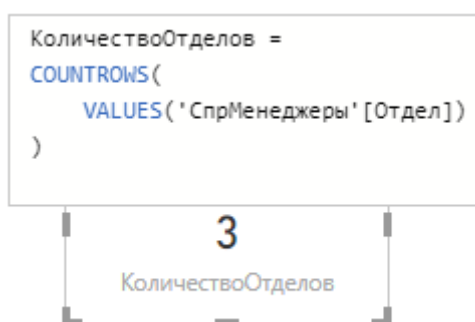 КоличествоОтделов =
COUNTROWS(
VALUES('СпрМенеджеры'[Отдел])
)
3
КоличествоОтделов